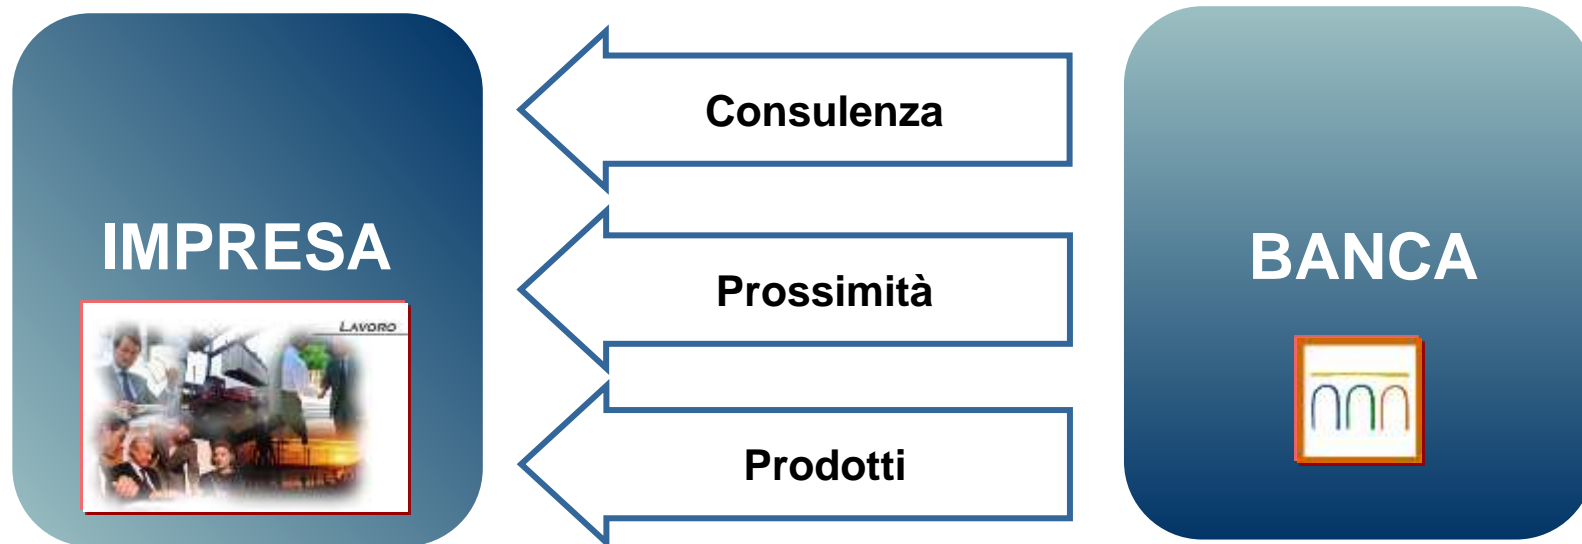 IMPRESA
LAVORO
Consulenza
Prossimità
Prodotti
BANCA